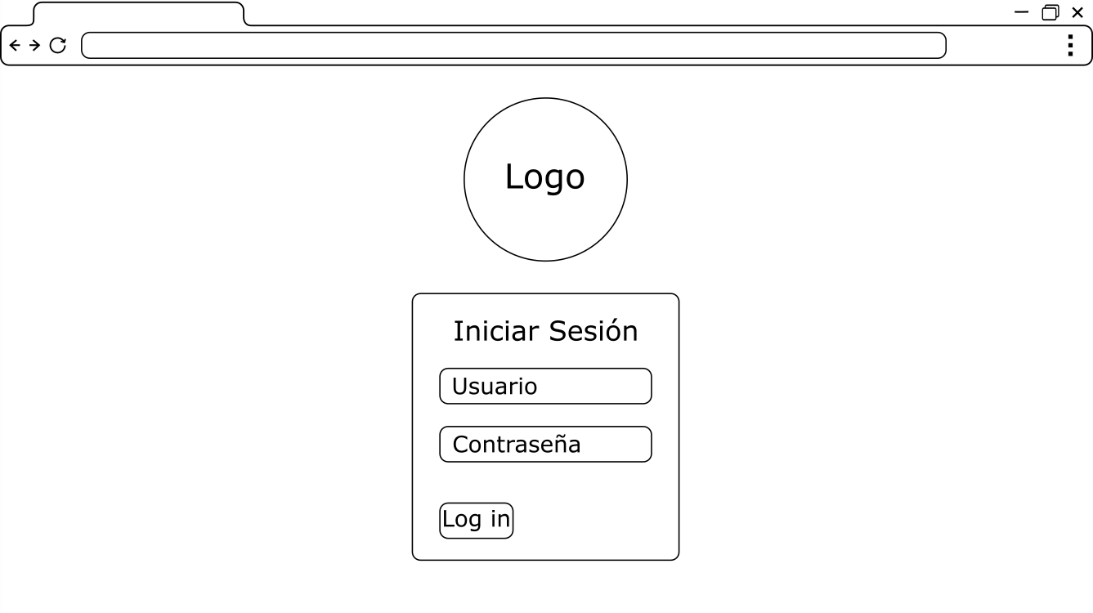 Logo
Iniciar Sesión
Usuario
Contraseña
Log in